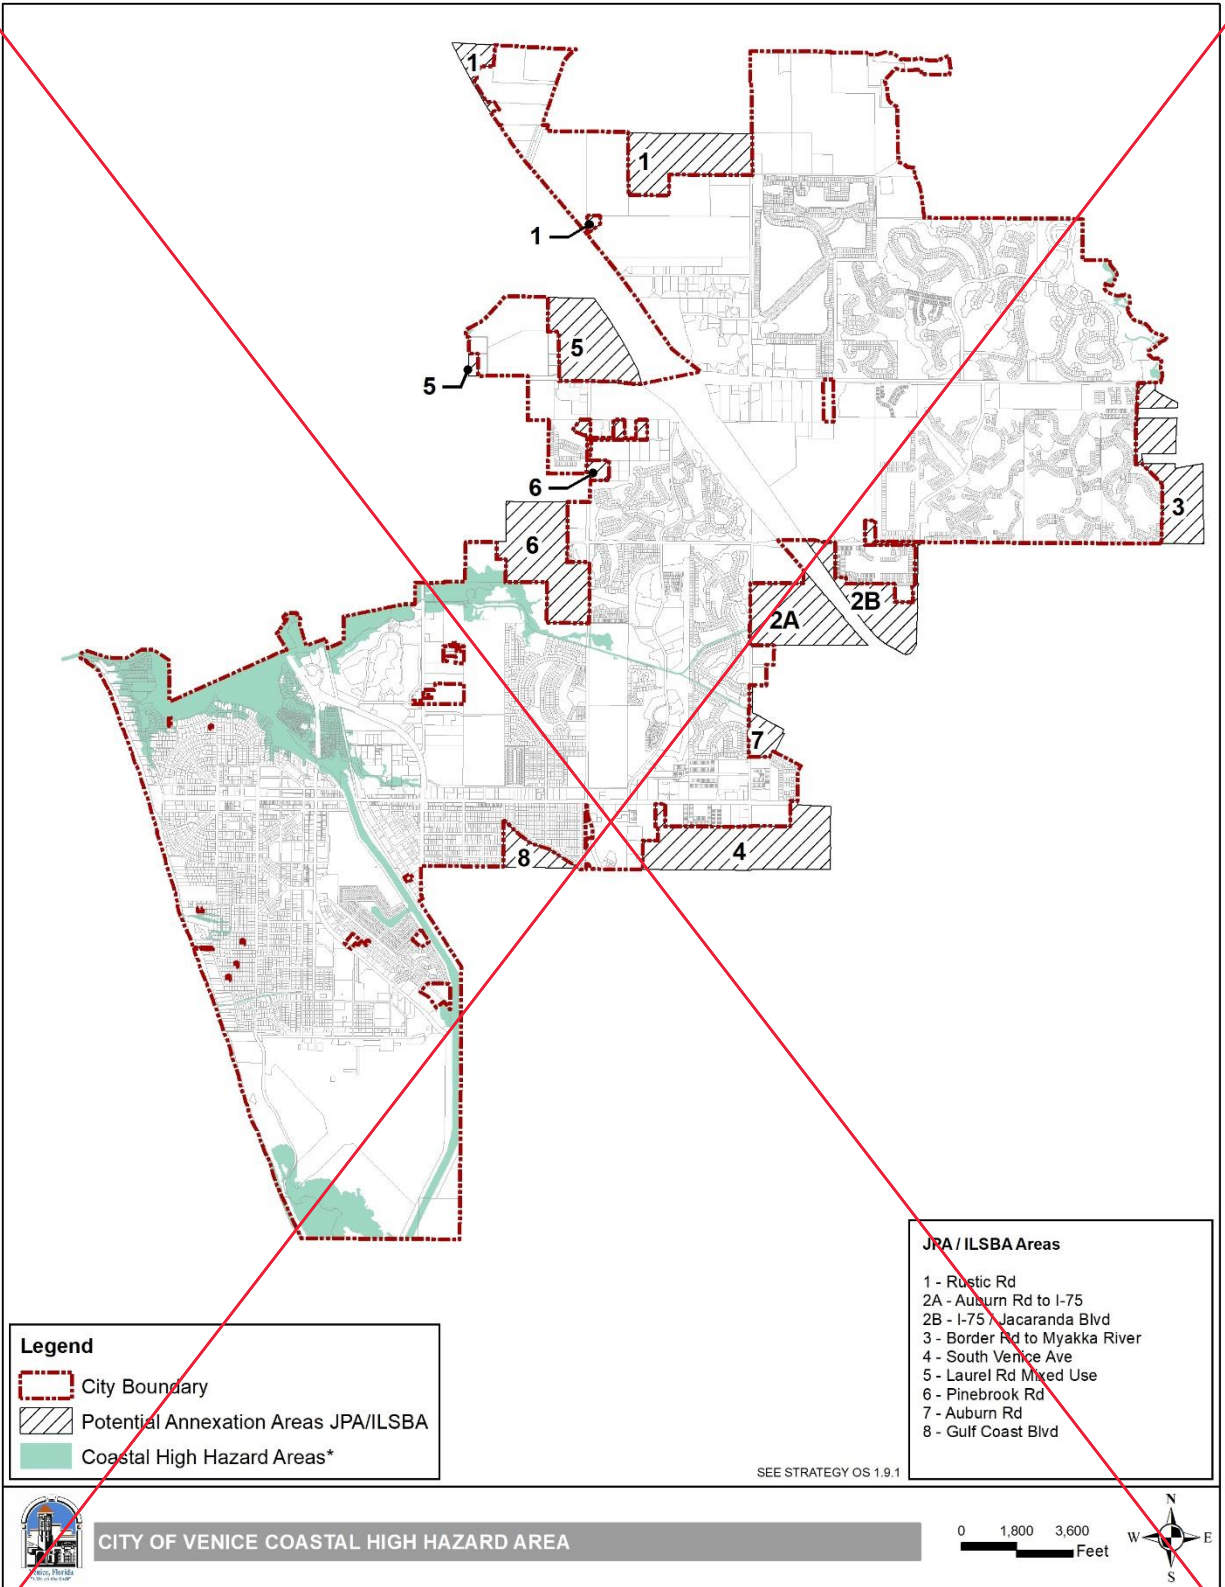 1
1
1
5
5
6
6
3
2A
2B
7
8
4
JPA / ILSBA Areas
1 - Rustic Rd
2A - Auburn Rd to I-75
2B - I-75 / Jacaranda Blvd
3 - Border Rd to Myakka River
4 - South Venice Ave
5 - Laurel Rd Mixed Use
6 - Pinebrook Rd
7 - Auburn Rd
8 - Gulf Coast Blvd
Legend
City Boundary
Potential Annexation Areas JPA/ILSBA
Coastal High Hazard Areas*
SEE STRATEGY OS 1.9.1
Venice, Florida
CITY OF VENICE COASTAL HIGH HAZARD AREA
0 1,800 3,600
Feet
N
W E
S